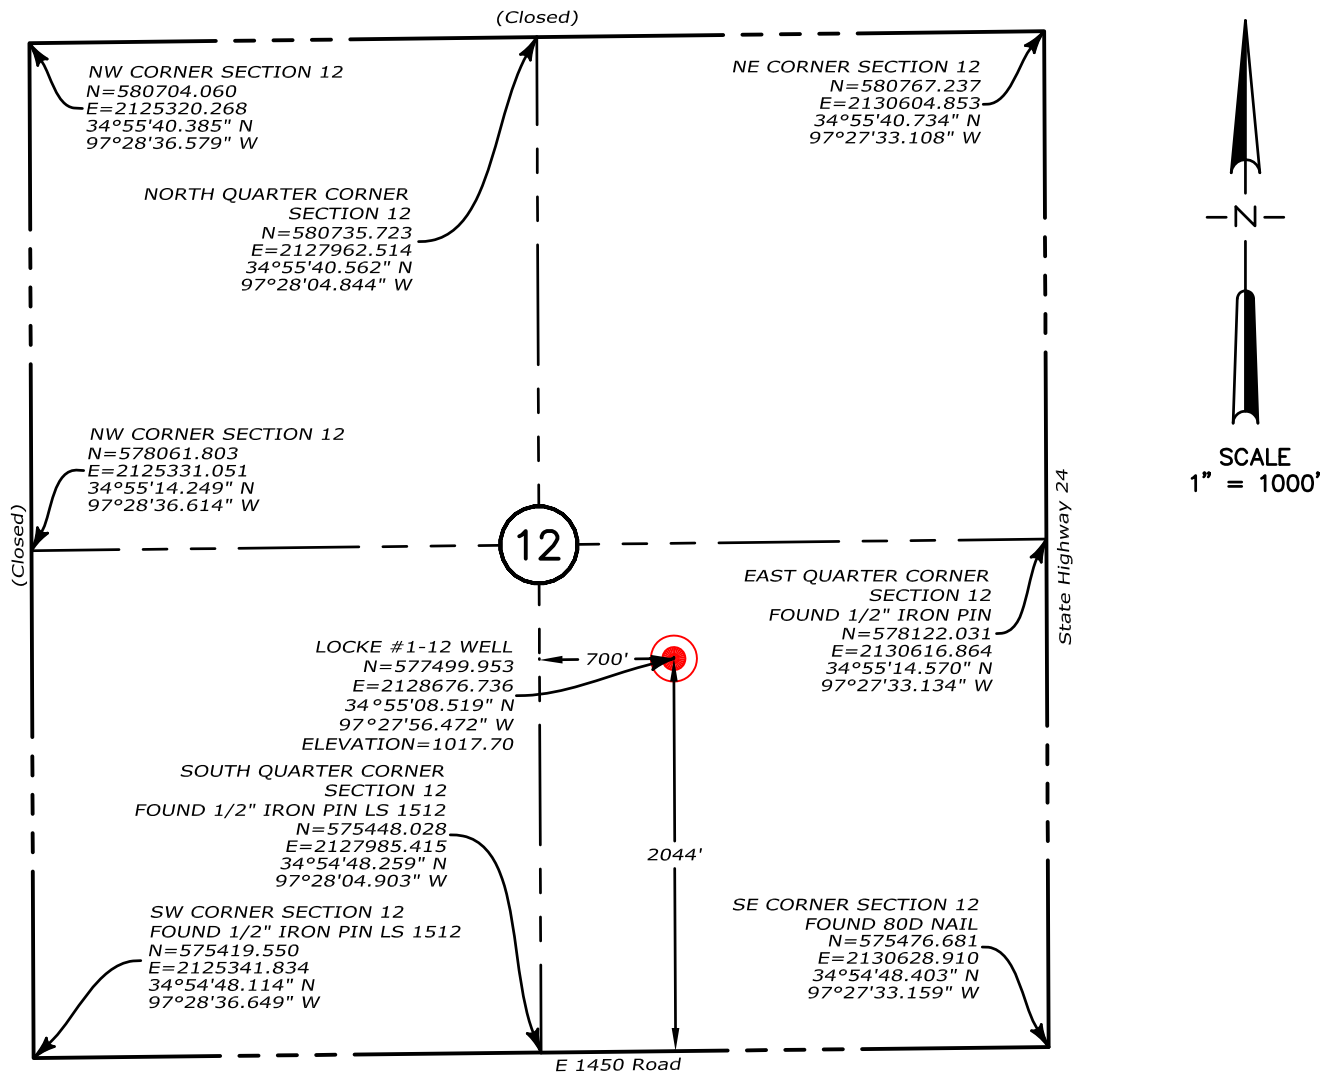 (Closed)
NW CORNER SECTION 12
N=580704.060
E=2125320.268
34°55'40.385" N
97°28'36.579" W
NE CORNER SECTION 12
N=580767.237
E=2130604.853
34°55'40.734" N
97°27'33.108" W
NORTH QUARTER CORNER
SECTION 12
N=580735.723
E=2127962.514
34°55'40.562" N
97°28'04.844" W
N
SCALE
1" = 1000'
NW CORNER SECTION 12
N=578061.803
E=2125331.051
34°55'14.249" N
97°28'36.614" W
(Closed)
12
State Highway 24
EAST QUARTER CORNER
SECTION 12
FOUND 1/2" IRON PIN
N=578122.031
E=2130616.864
34°55'14.570" N
97°27'33.134" W
LOCKE #1-12 WELL
N=577499.953
E=2128676.736
34°55'08.519" N
97°27'56.472" W
ELEVATION=1017.70
700'
2044'
SOUTH QUARTER CORNER
SECTION 12
FOUND 1/2" IRON PIN LS 1512
N=575448.028
E=2127985.415
34°54'48.259" N
97°28'04.903" W
SW CORNER SECTION 12
FOUND 1/2" IRON PIN LS 1512
N=575419.550
E=2125341.834
34°54'48.114" N
97°28'36.649" W
SE CORNER SECTION 12
FOUND 80D NAIL
N=575476.681
E=2130628.910
34°54'48.403" N
97°27'33.159" W
E 1450 Road